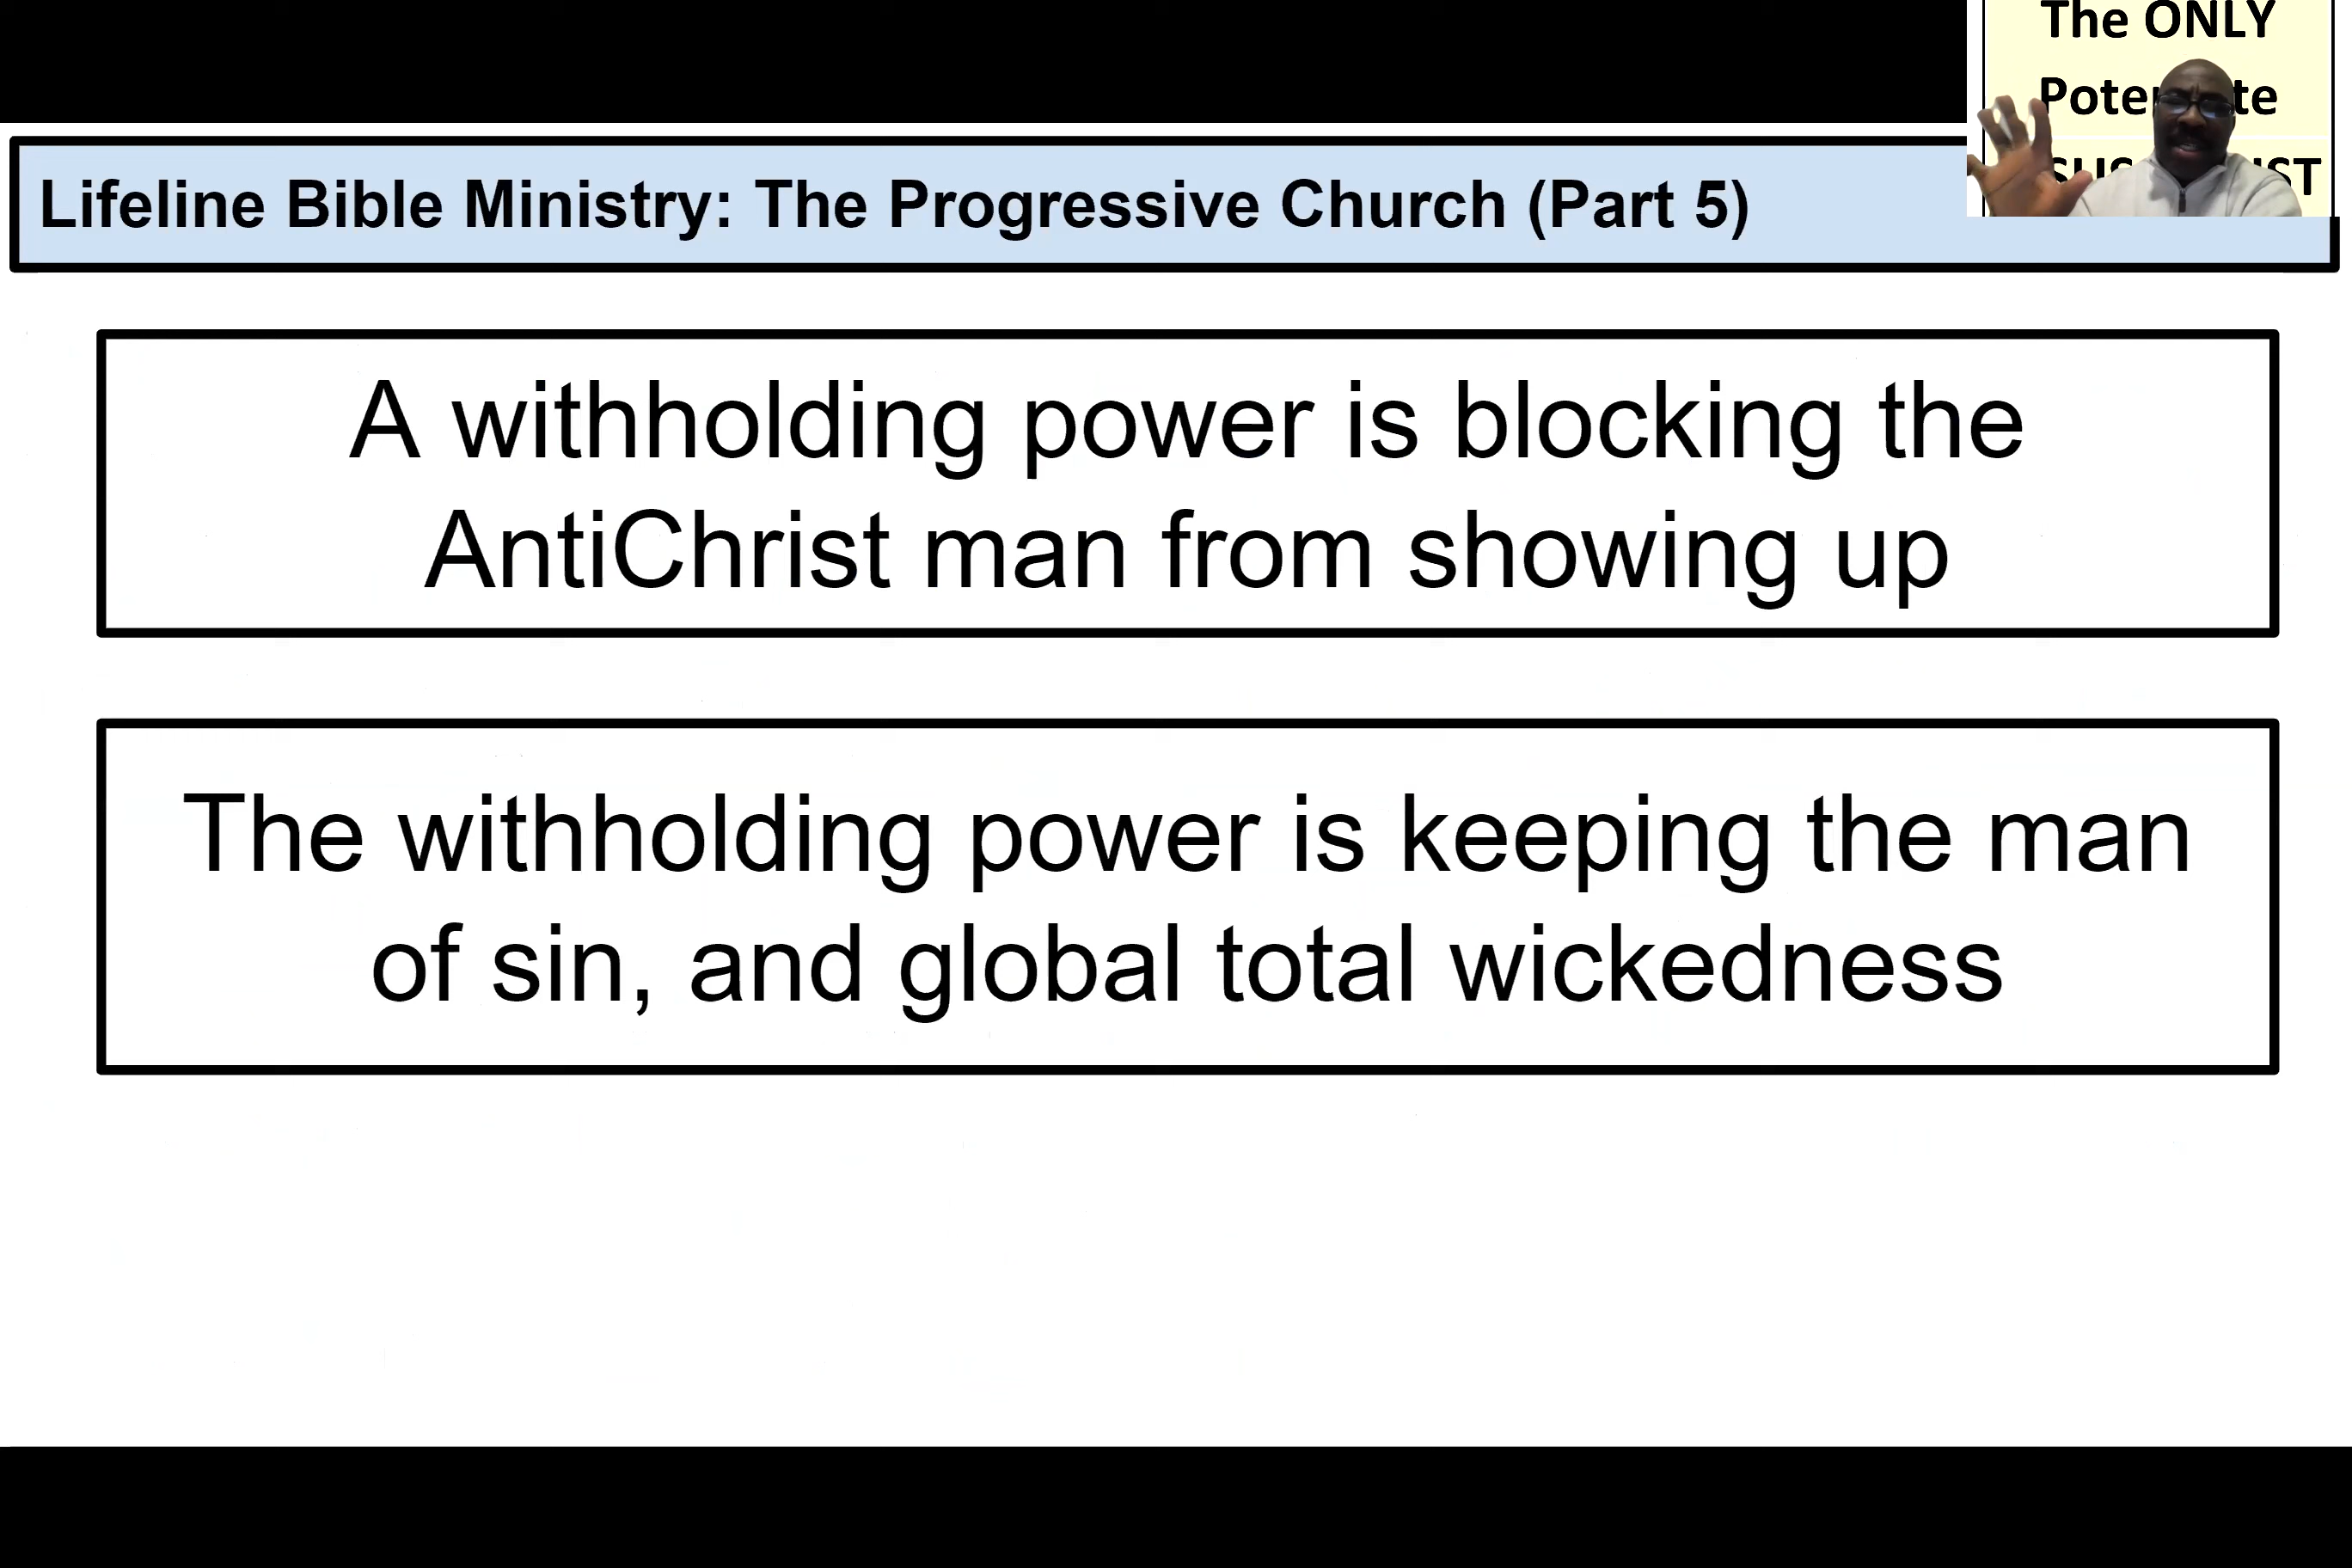 The ONLY
Lifeline Bible Ministry: The Progressive Church (Part 5)
A withholding power is blocking the
AntiChrist man from showing up
The withholding power is keeping the man
of sin, and global total wickedness